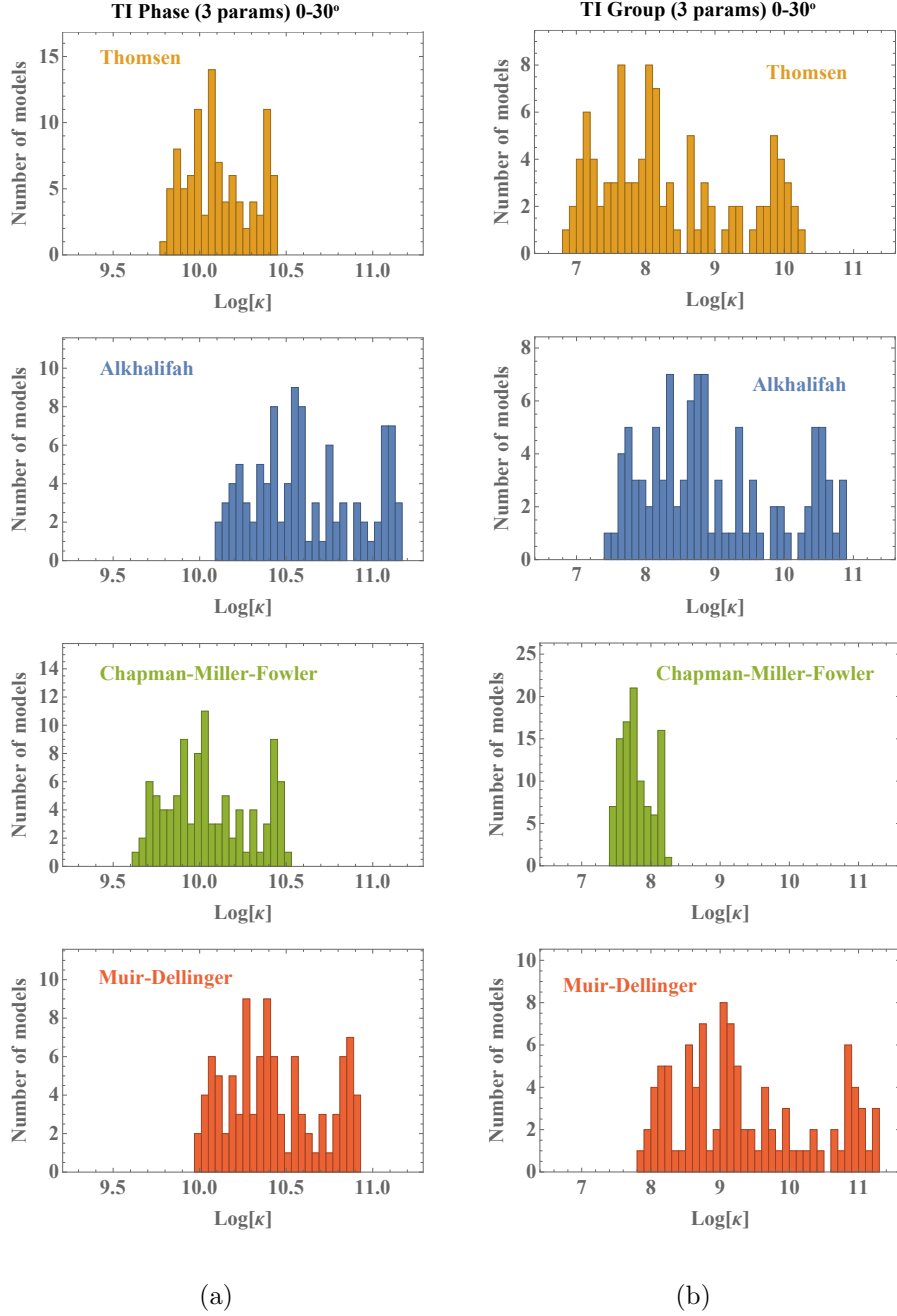 TI Phase (3 params) 0-30º
TI Group (3 params) 0-30º
Thomsen
Number of models
15
10
5
0
9.5 10.0 10.5 11.0
Log[κ]
Thomsen
Number of models
8
6
4
2
0
7 8 9 10 11
Log[κ]
Alkhalifah
Number of models
10
8
6
4
2
0
9.5 10.0 10.5 11.0
Log[κ]
Alkhalifah
Number of models
8
6
4
2
0
7 8 9 10 11
Log[κ]
Chapman-Miller-Fowler
Number of models
14
12
10
8
6
4
2
0
9.5 10.0 10.5 11.0
Log[κ]
Chapman-Miller-Fowler
Number of models
25
20
15
10
5
0
7 8 9 10 11
Log[κ]
Muir-Dellinger
Number of models
10
8
6
4
2
0
9.5 10.0 10.5 11.0
Log[κ]
Muir-Dellinger
Number of models
10
8
6
4
2
0
7 8 9 10 11
Log[κ]
(a)
(b)